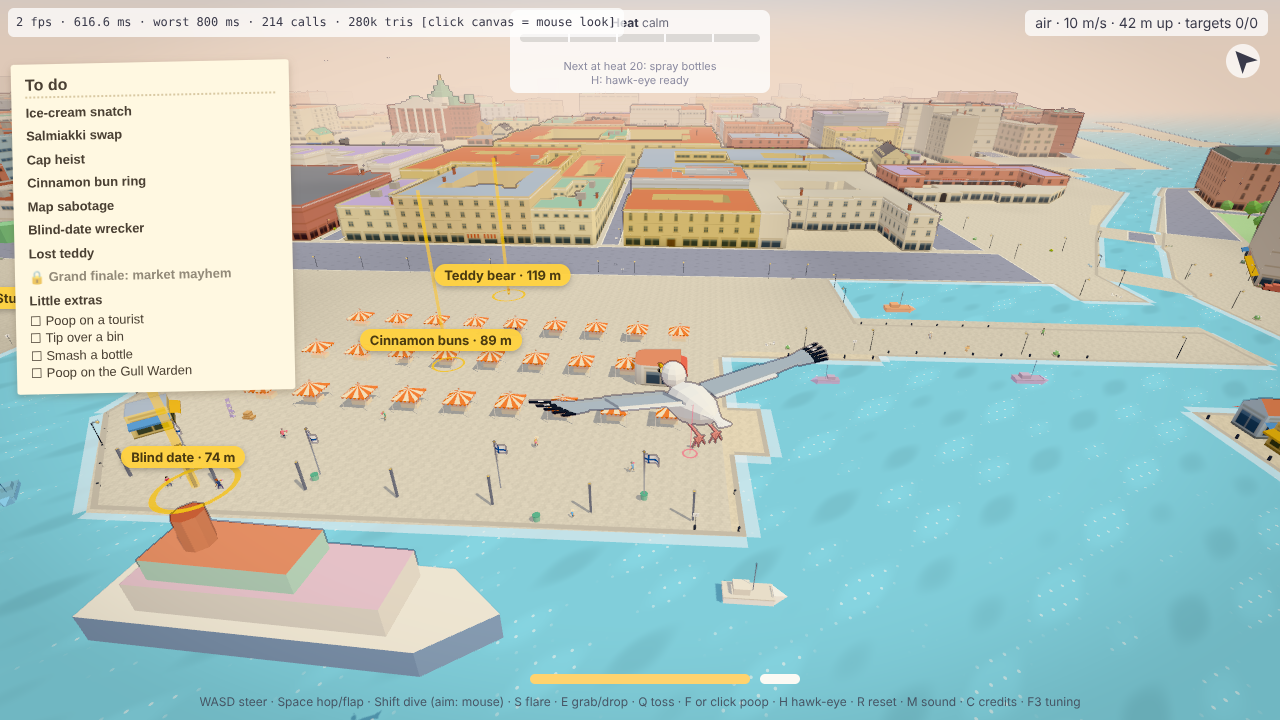 2 fps · 616.6 ms · worst 800 ms · 214 calls · 280k tris [click canvas = mouse look]
eat calm
air · 10 m/s · 42 m up · targets 0/0
Next at heat 20: spray bottles
H: hawk-eye ready
To do
Ice-cream snatch
Salmiakki swap
Cap heist
Cinnamon bun ring
Map sabotage
Blind-date wrecker
Lost teddy
Grand finale: market mayhem
Little extras
Poop on a tourist
Tip over a bin
Smash a bottle
Poop on the Gull Warden
Stu
Teddy bear · 119 m
Cinnamon buns · 89 m
Blind date · 74 m
WASD steer · Space hop/flap · Shift dive (aim: mouse) · S flare · E grab/drop · Q toss · F or click poop · H hawk-eye · R reset · M sound · C credits · F3 tuning